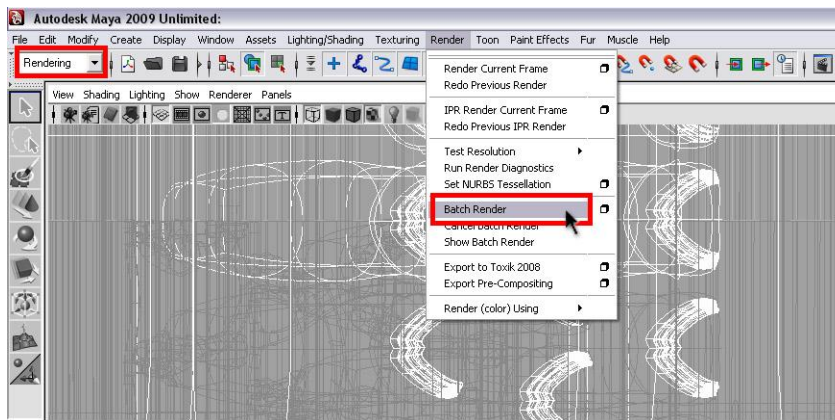 Autodesk Maya 2009 Unlimited:
File Edit Modify Create Display Window Assets Lighting/Shading Texturing Render Toon Paint Effects Fur Muscle Help
Rendering
View Shading Lighting Show Renderer Panels
Render Current Frame
Redo Previous Render
IPR Render Current Frame
Redo Previous IPR Render
Test Resolution
Run Render Diagnostics
Set NURBS Tessellation
Batch Render
Cancel Batch Render
Show Batch Render
Export to Toxik 2008
Export Pre-Compositing
Render (color) Using